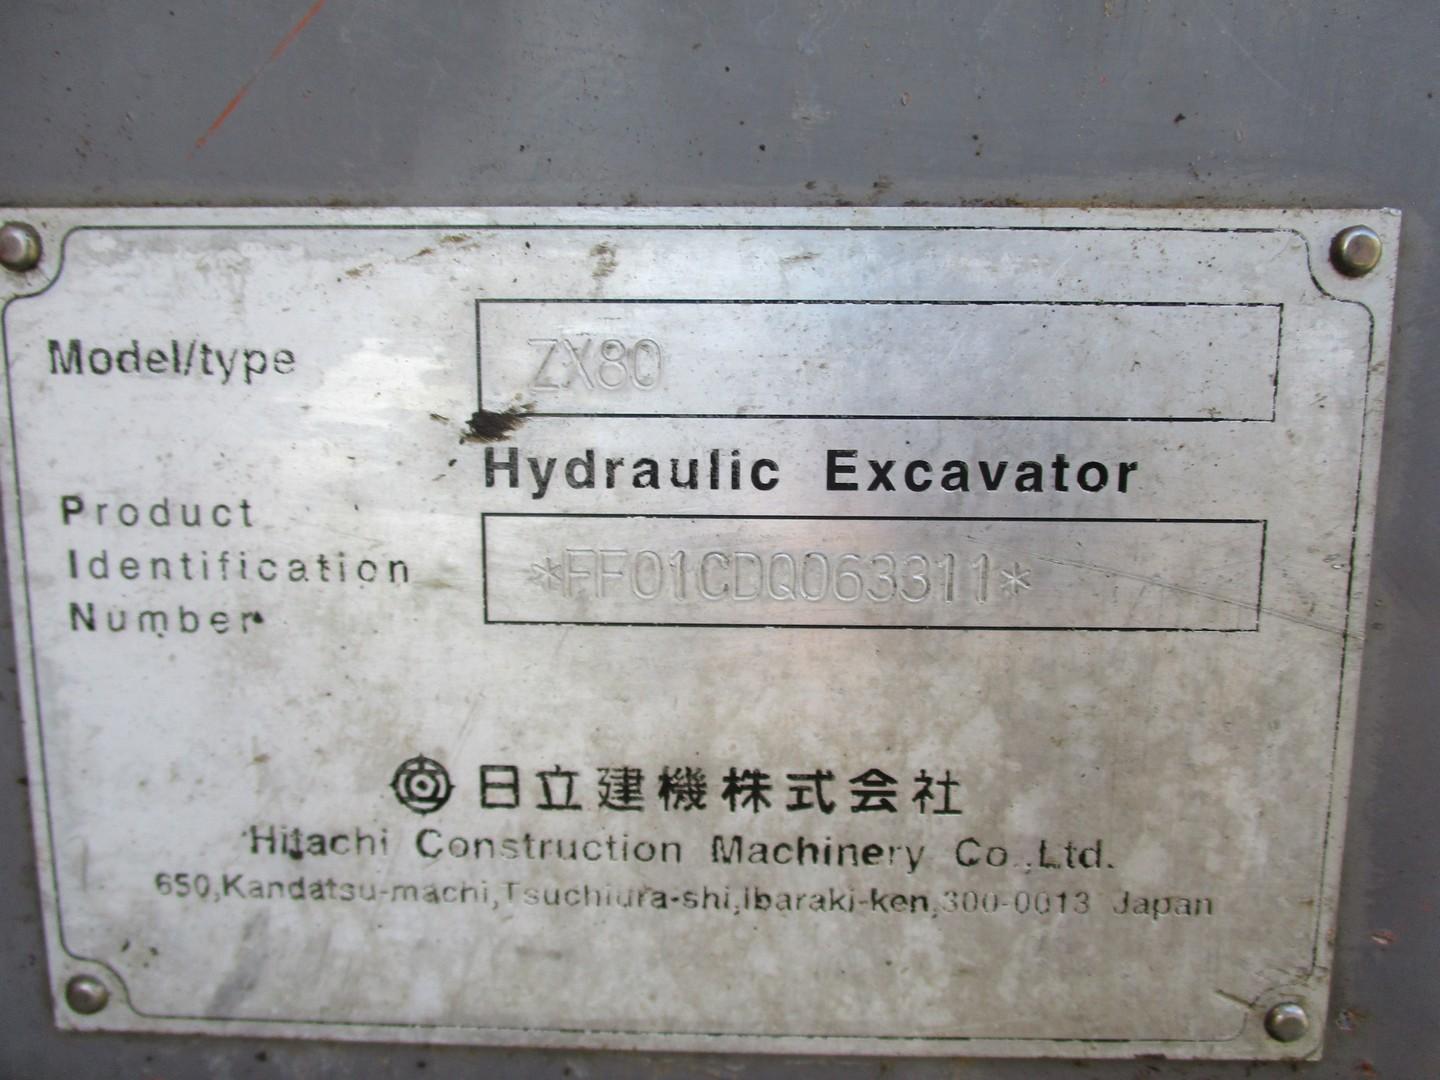 Model/type ZX80
Hydraulic Excavator
Product
Identification *FF01CDQ063311*
Number
日立建機株式会社
Hitachi Construction Machinery Co.,Ltd.
650,Kandatsu-machi,Tsuchiura-shi,Ibaraki-ken,300-0013 Japan